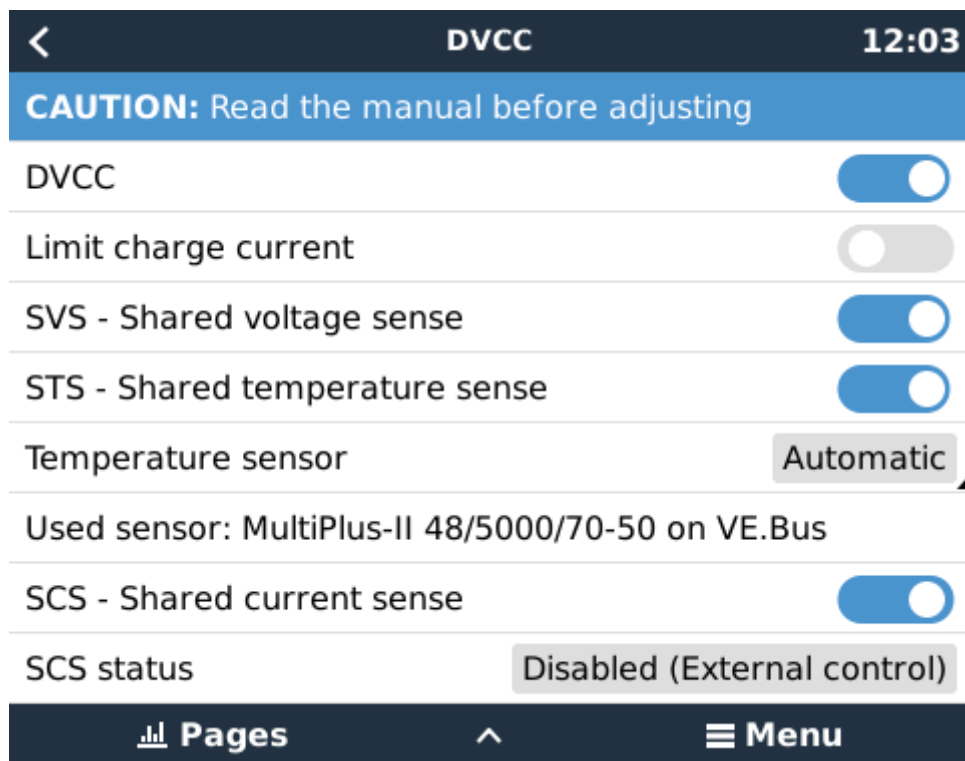 DVCC 12:03
CAUTION: Read the manual before adjusting
DVCC
Limit charge current
SVS - Shared voltage sense
STS - Shared temperature sense
Temperature sensor Automatic
Used sensor: MultiPlus-II 48/5000/70-50 on VE.Bus
SCS - Shared current sense
SCS status Disabled (External control)
Pages Menu